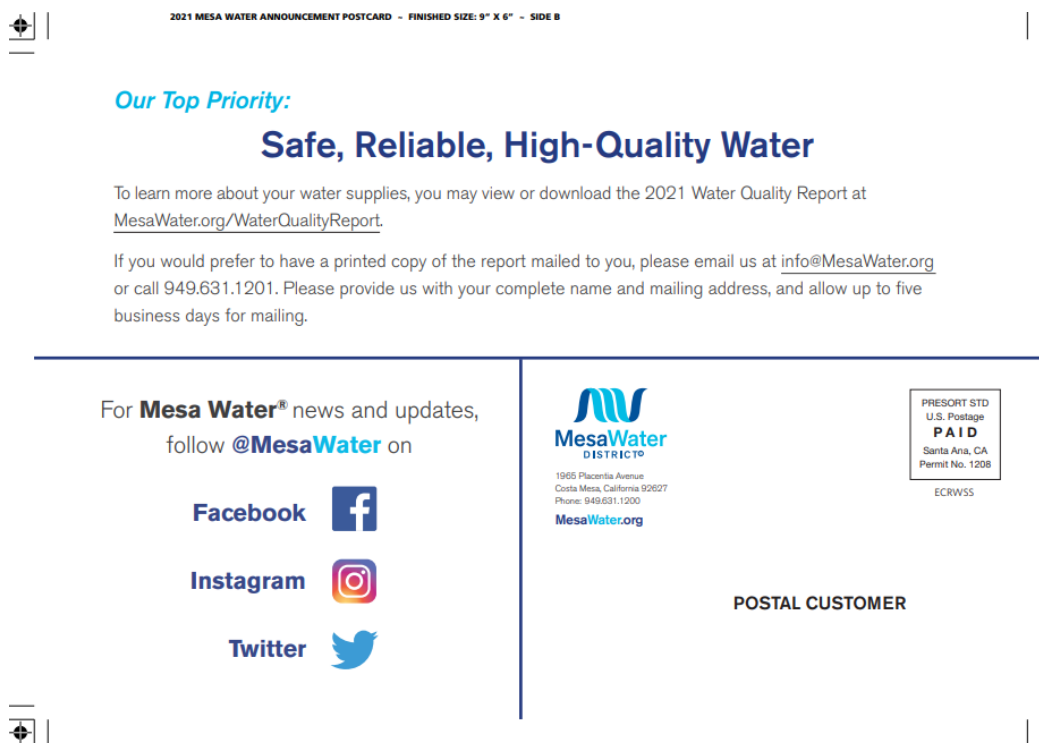 2021 MESA WATER ANNOUNCEMENT POSTCARD ~ FINISHED SIZE: 9" X 6" ~ SIDE B
Our Top Priority:
Safe, Reliable, High-Quality Water
To learn more about your water supplies, you may view or download the 2021 Water Quality Report at
MesaWater.org/WaterQualityReport.
If you would prefer to have a printed copy of the report mailed to you, please email us at info@MesaWater.org
or call 949.631.1201. Please provide us with your complete name and mailing address, and allow up to five
business days for mailing.
For Mesa Water® news and updates,
follow @MesaWater on
Facebook
Instagram
Twitter
MesaWater
DISTRICT®
1965 Placentia Avenue
Costa Mesa, California 92627
Phone: 949.631.1200
MesaWater.org
PRESORT STD
U.S. Postage
PAID
Santa Ana, CA
Permit No. 1208
ECRWSS
POSTAL CUSTOMER